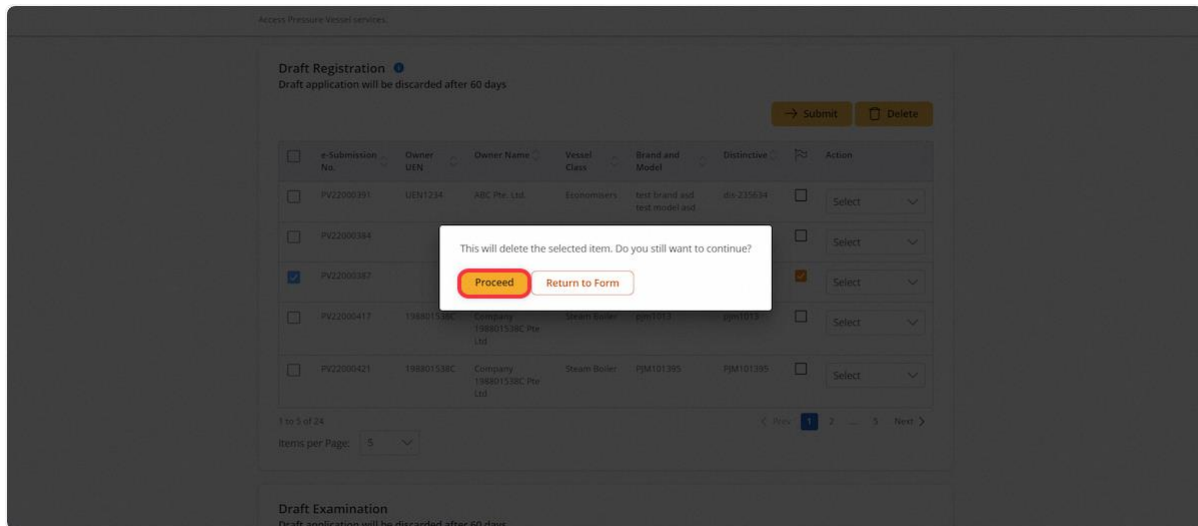 Access Pressure Vessel services.
Draft Registration
Draft application will be discarded after 60 days
Submit Delete
e-Submission Owner Owner Name Vessel Brand and Distinctive Action
No. UEN Class Model
PV22000391 UEN1234 ABC Pte. Ltd. Economisers test brand asd din-235634 Select
test model asd
PV22000384 Select
This will delete the selected item. Do you still want to continue?
PV22000387 Select
Proceed Return to Form
PV22000417 198801538C Company Steam Boiler pjm1013 pjm1013 Select
198801538C Pte
Ltd
PV22000421 198801538C Company Steam Boiler PJM101395 PJM101395 Select
198801538C Pte
Ltd
1 to 5 of 24 Prev 1 2 ... 5 Next
Items per Page: 5
Draft Examination
Draft application will be discarded after 60 days